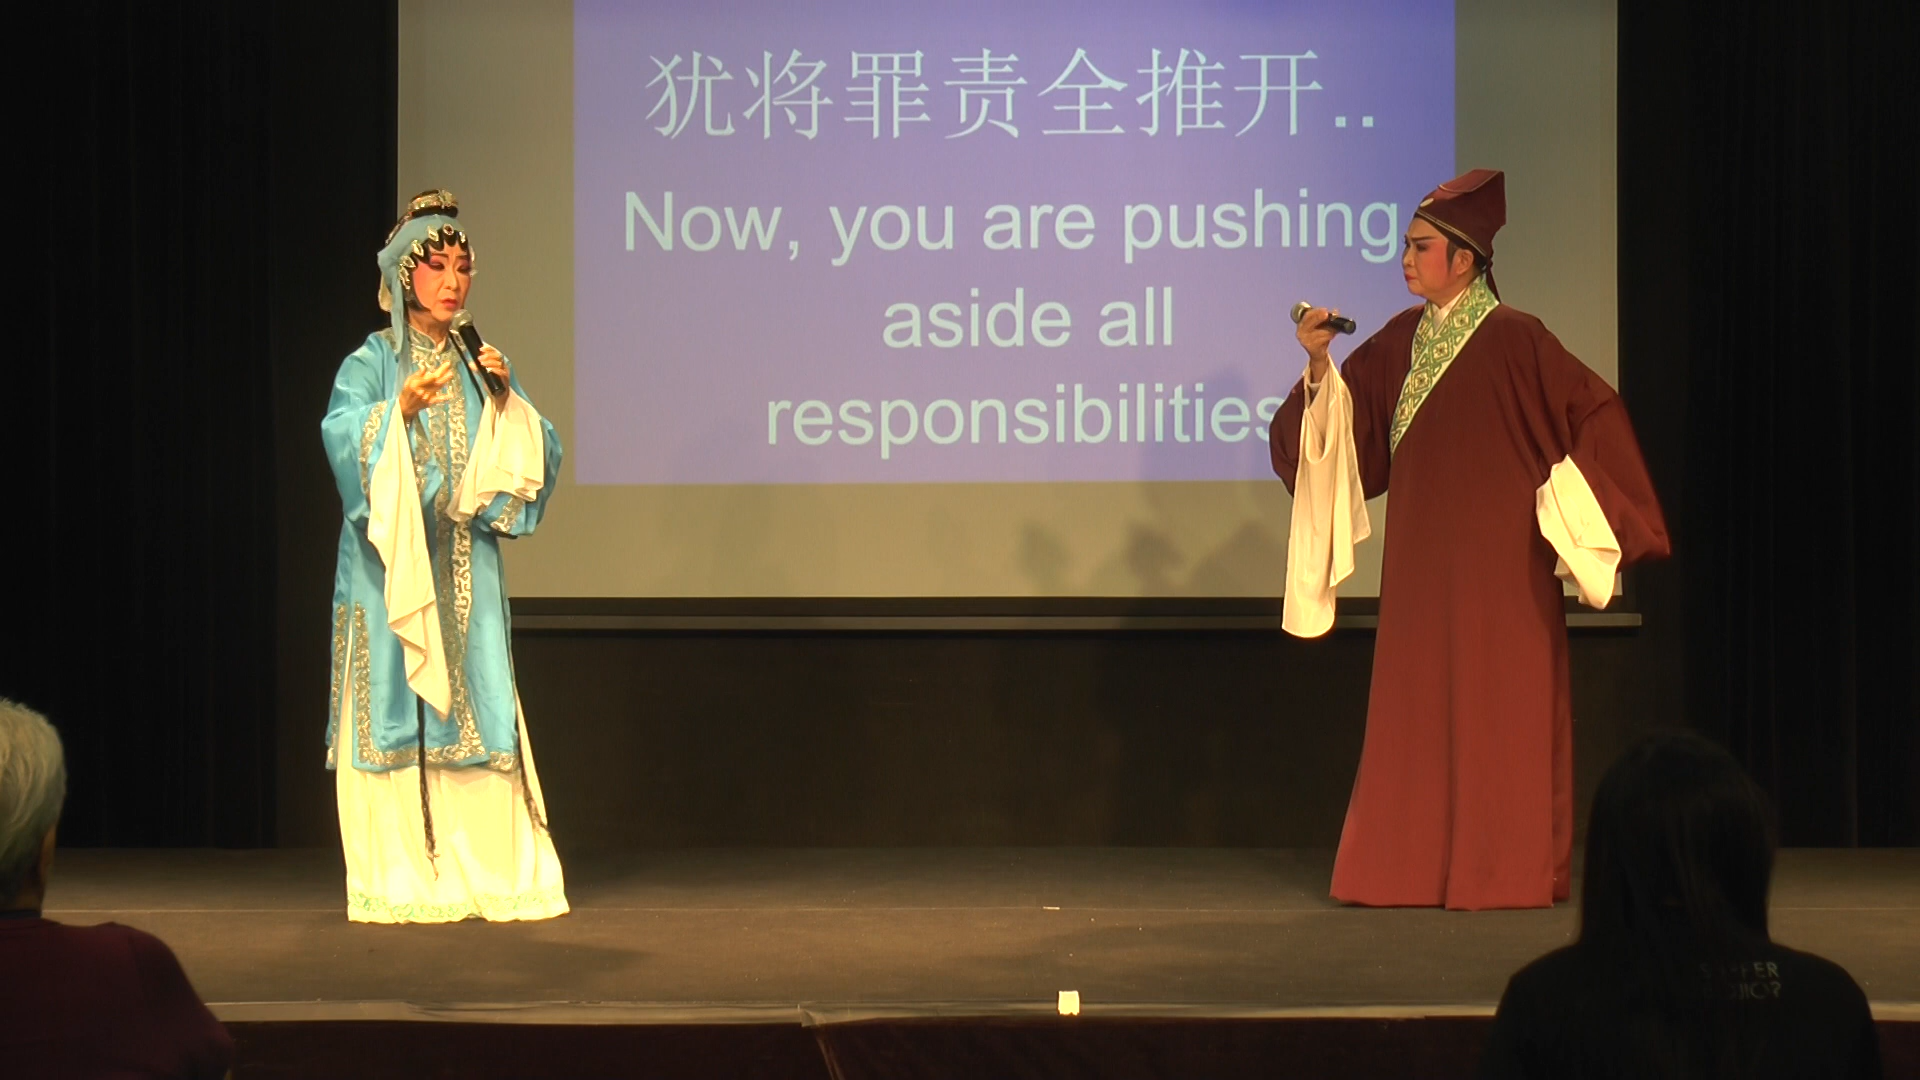 犹将罪责全推开..
Now, you are pushing
aside all
responsibilities